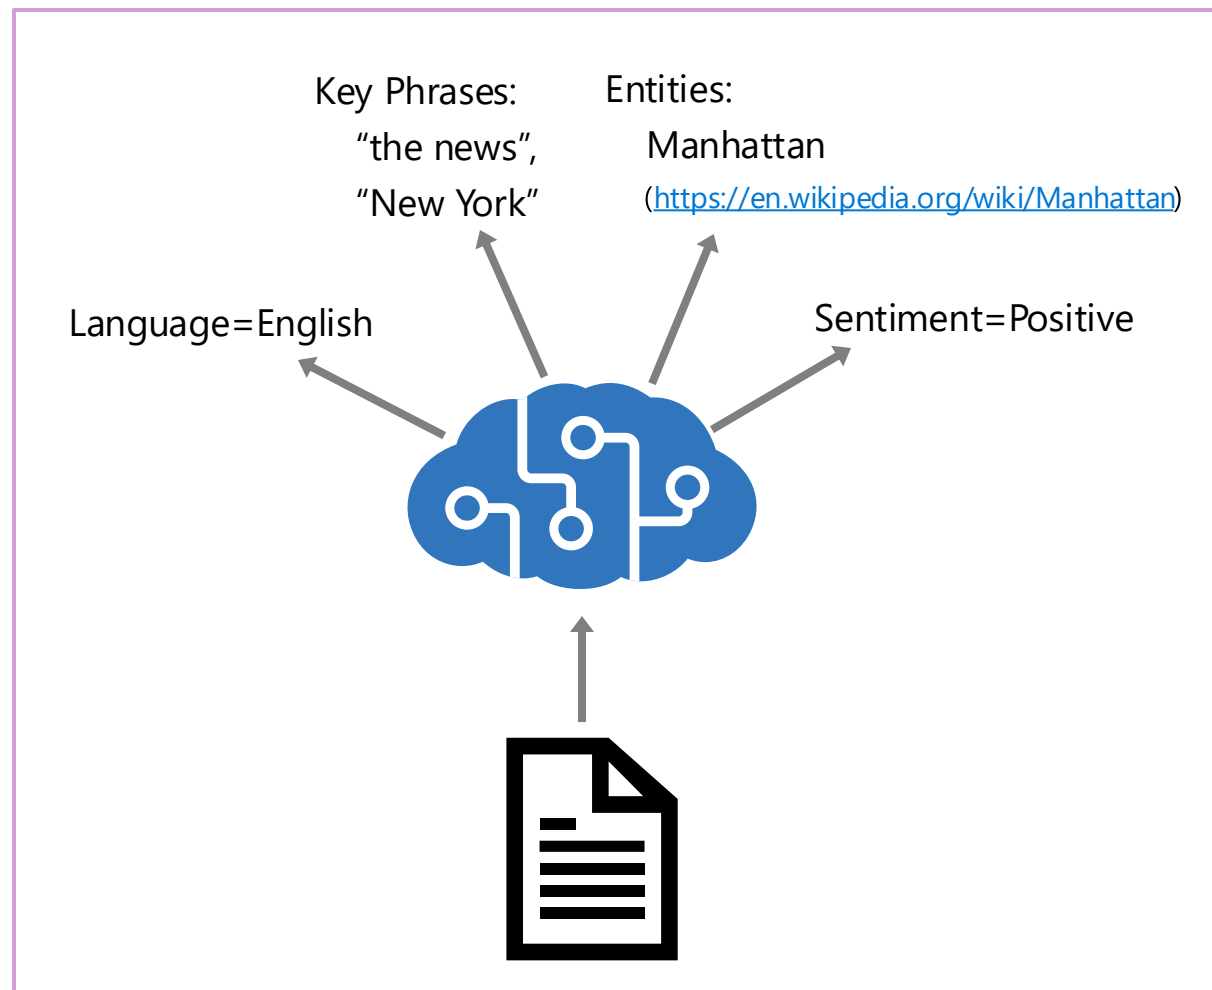 Key Phrases:
“the news”,
“New York”
Entities:
Manhattan
(https://en.wikipedia.org/wiki/Manhattan)
Language=English
Sentiment=Positive